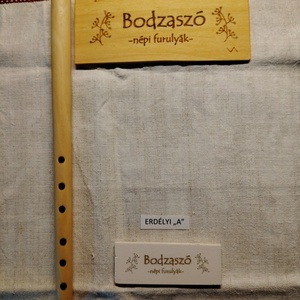 Bodzaszó
-népi furulyák-
ERDÉLYI „A"
Bodzaszó
-népi furulyák-